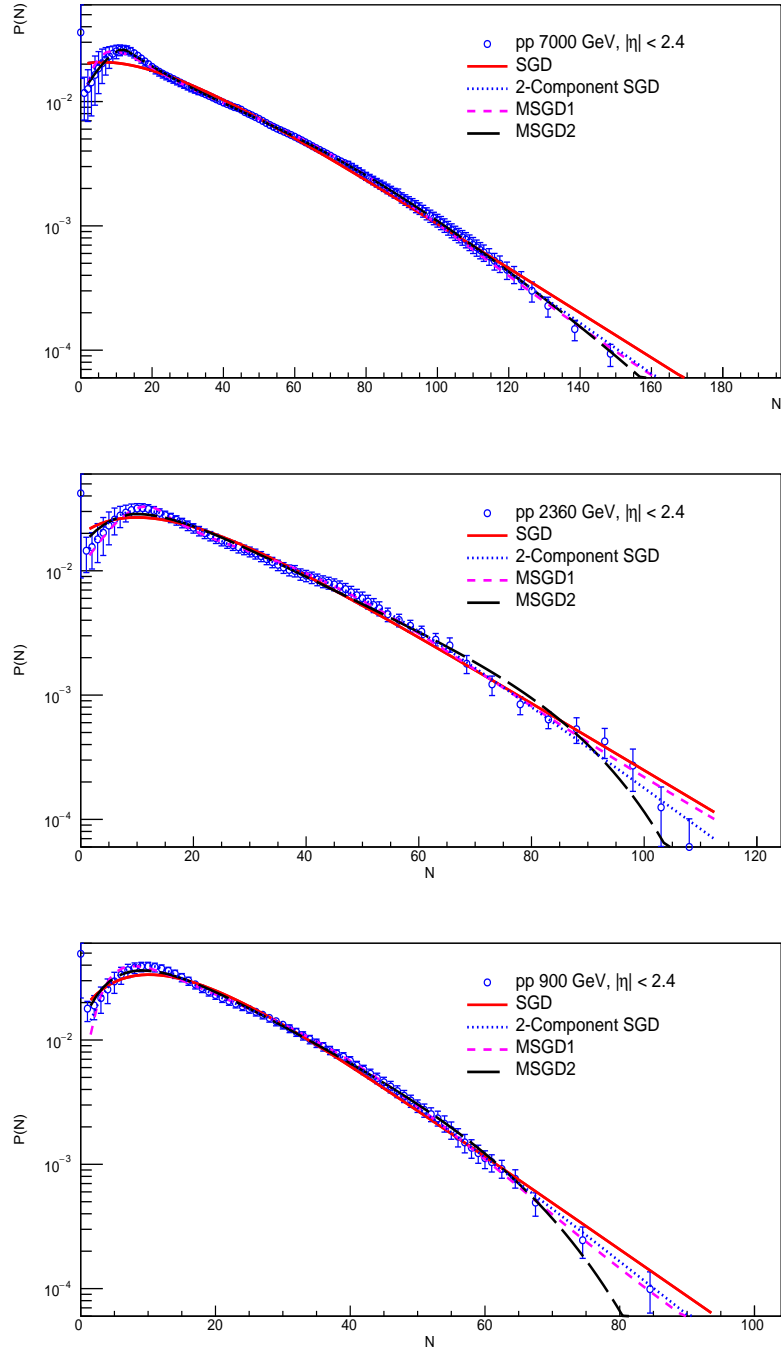 P(N)
pp 7000 GeV, |η| < 2.4
SGD
2-Component SGD
MSGD1
MSGD2
10⁻²
10⁻³
10⁻⁴
0 20 40 60 80 100 120 140 160 180
N
P(N)
pp 2360 GeV, |η| < 2.4
SGD
2-Component SGD
MSGD1
MSGD2
10⁻²
10⁻³
10⁻⁴
0 20 40 60 80 100 120
N
P(N)
pp 900 GeV, |η| < 2.4
SGD
2-Component SGD
MSGD1
MSGD2
10⁻²
10⁻³
10⁻⁴
0 20 40 60 80 100
N